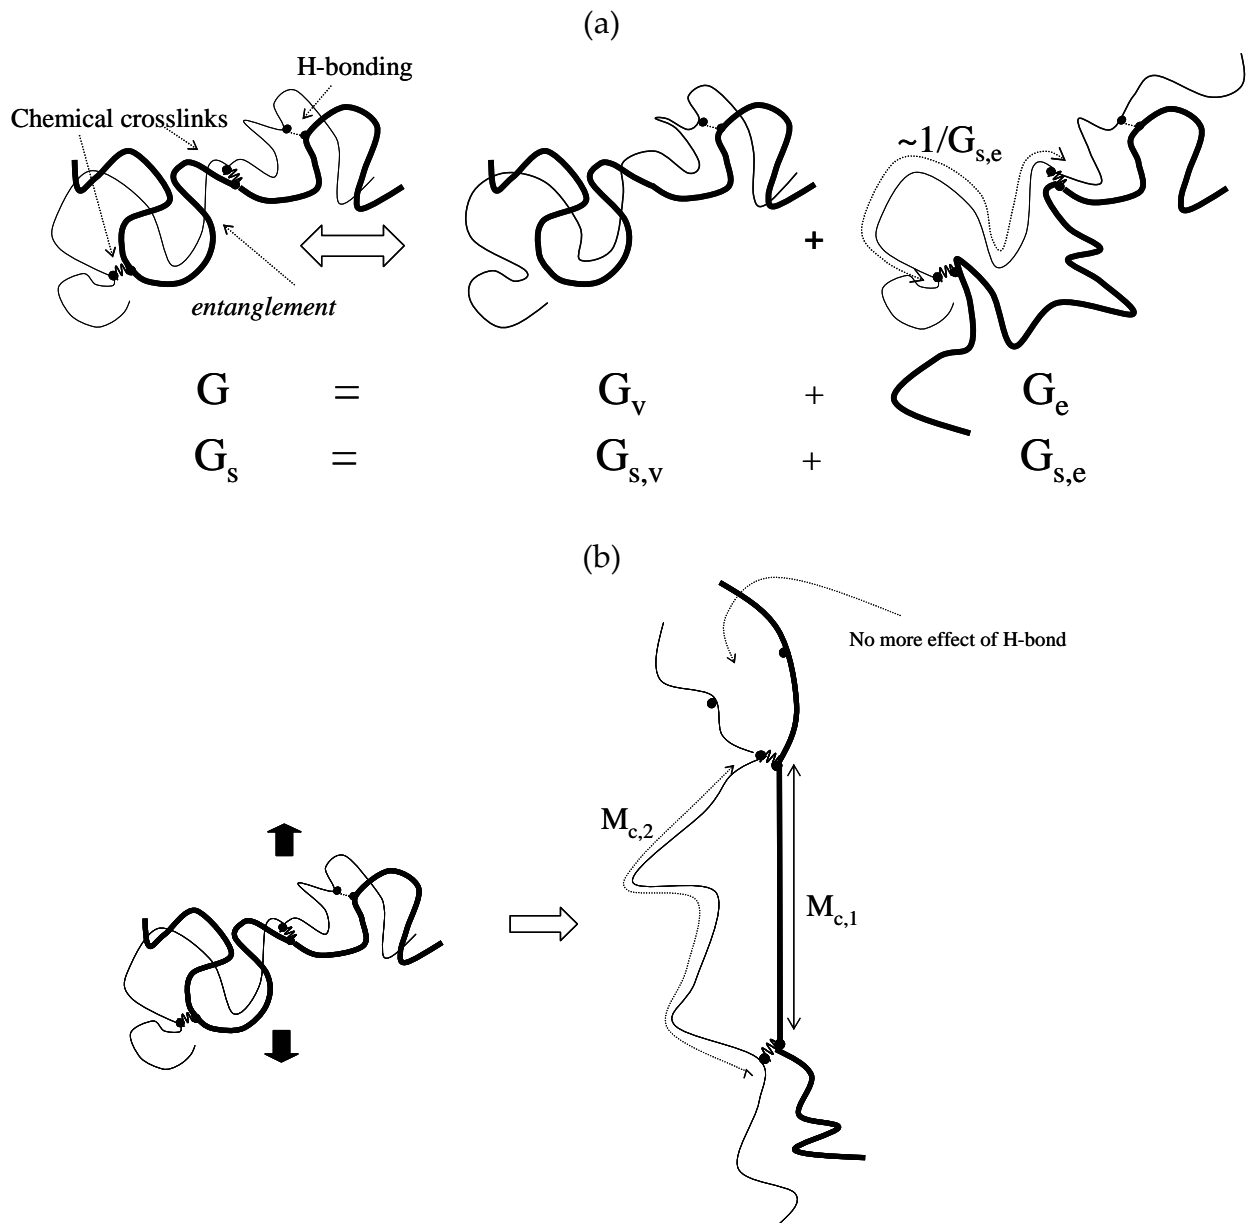 (a)
H-bonding
Chemical crosslinks
~1/Gs,e
+
entanglement
G = Gv + Ge
Gs = Gs,v + Gs,e
(b)
No more effect of H-bond
Mc,2
Mc,1